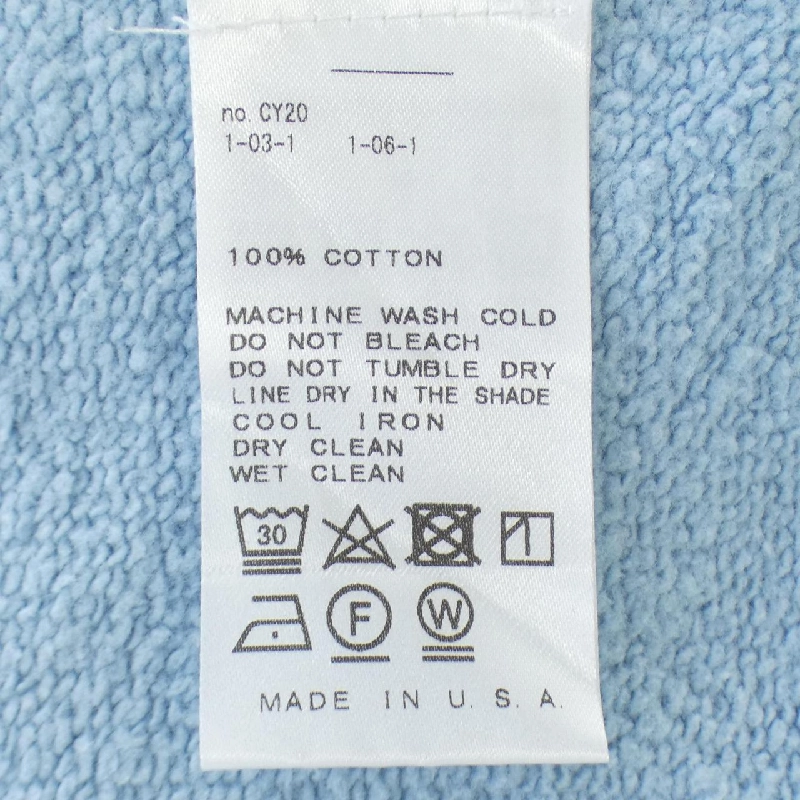 no. CY20
1-03-1 1-06-1
100% COTTON
MACHINE WASH COLD
DO NOT BLEACH
DO NOT TUMBLE DRY
LINE DRY IN THE SHADE
COOL IRON
DRY CLEAN
WET CLEAN
30
F W
MADE IN U. S. A.